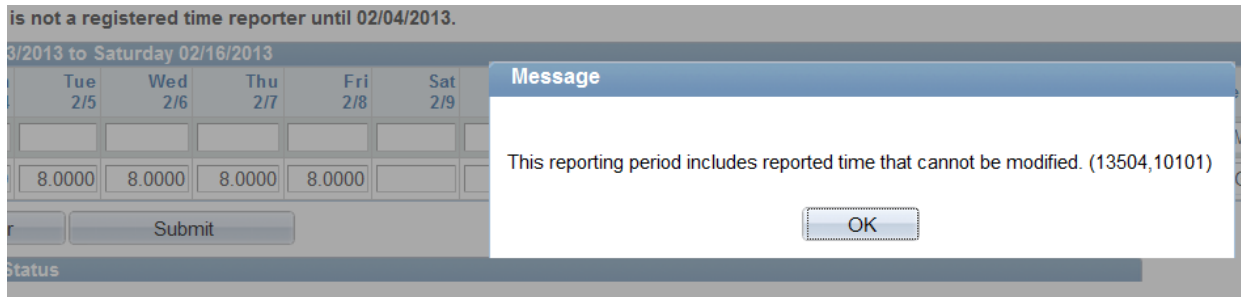 is not a registered time reporter until 02/04/2013.
3/2013 to Saturday 02/16/2013
Tue Wed Thu Fri Sat
4 2/5 2/6 2/7 2/8 2/9
Message
This reporting period includes reported time that cannot be modified. (13504,10101)
8.0000 8.0000 8.0000 8.0000
OK
r Submit
Status